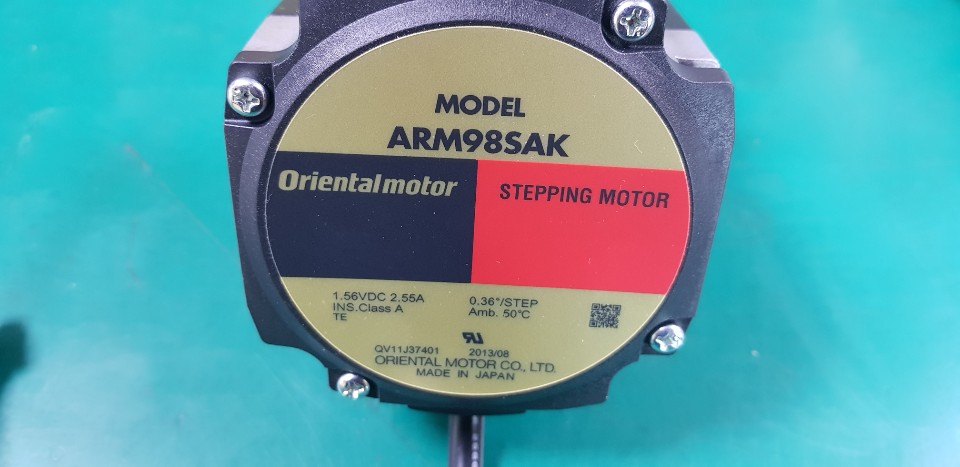 MODEL
ARM98SAK
Orientalmotor
STEPPING MOTOR
1.56VDC 2.55A
0.36°/STEP
INS.Class A
Amb. 50℃
TE
QV11J37401 2013/08
ORIENTAL MOTOR CO., LTD.
MADE IN JAPAN